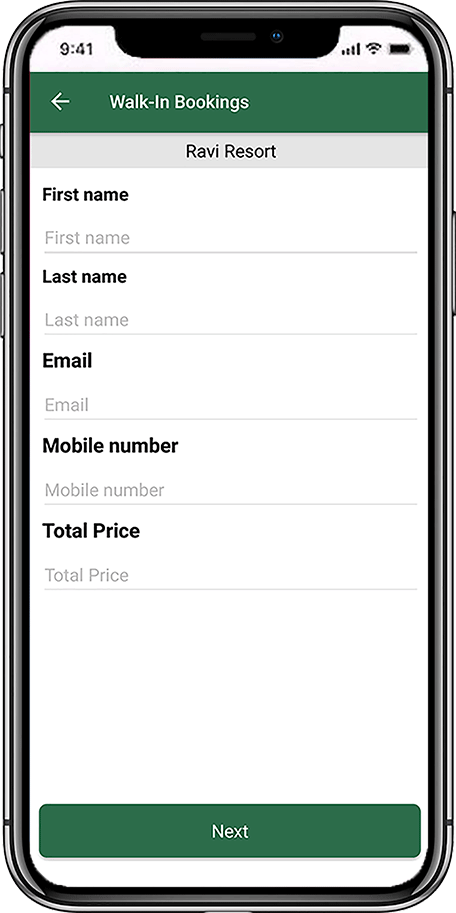 9:41
Walk-In Bookings
Ravi Resort
First name
First name
Last name
Last name
Email
Email
Mobile number
Mobile number
Total Price
Total Price
Next